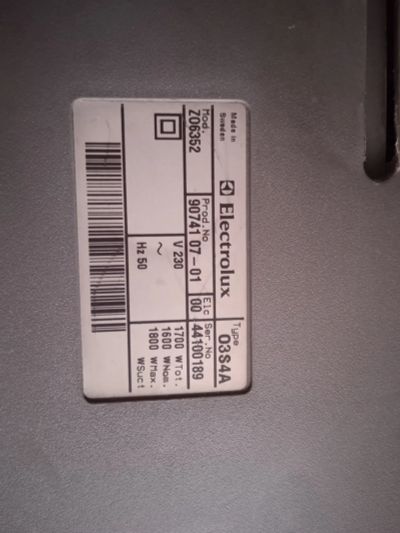 Made in
Sweden
Electrolux
Type
03S4A
Mod.
Z06352
Prod.No
90741 07-01
Elc
00
Ser.No
44100189
V 230
~
Hz 50
1700 WTot.
1600 WNom.
1800 WMax.
WSuct